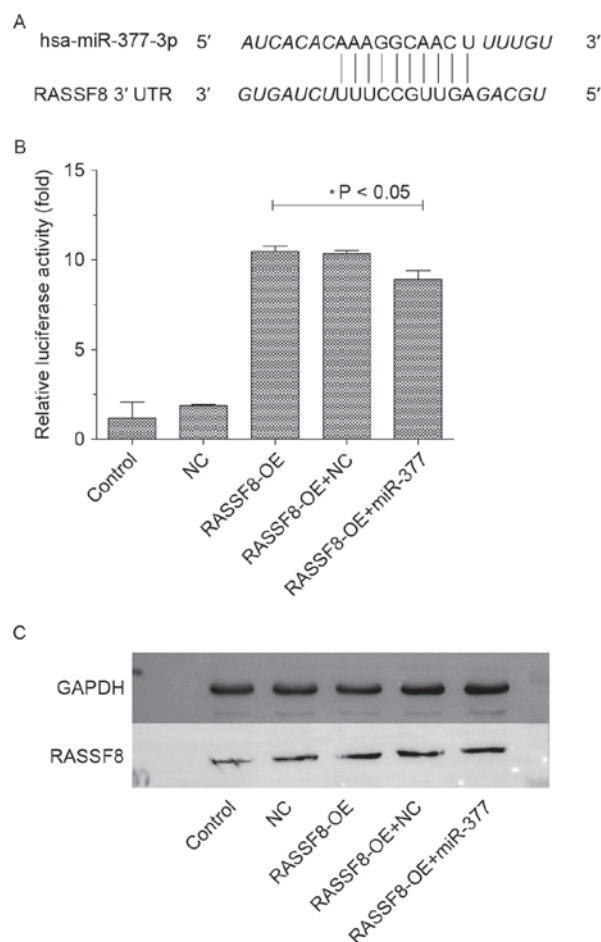 A
hsa-miR-377-3p 5′ AUCACACAAAGGCAACU UUUGU 3′
RASSF8 3′ UTR 3′ GUGAUCUUUUCCGUUGAGACGU 5′
B
Relative luciferase activity (fold)
15
10
5
0
*P < 0.05
Control
NC
RASSF8-OE
RASSF8-OE+NC
RASSF8-OE+miR-377
C
GAPDH
RASSF8
Control
NC
RASSF8-OE
RASSF8-OE+NC
RASSF8-OE+miR-377